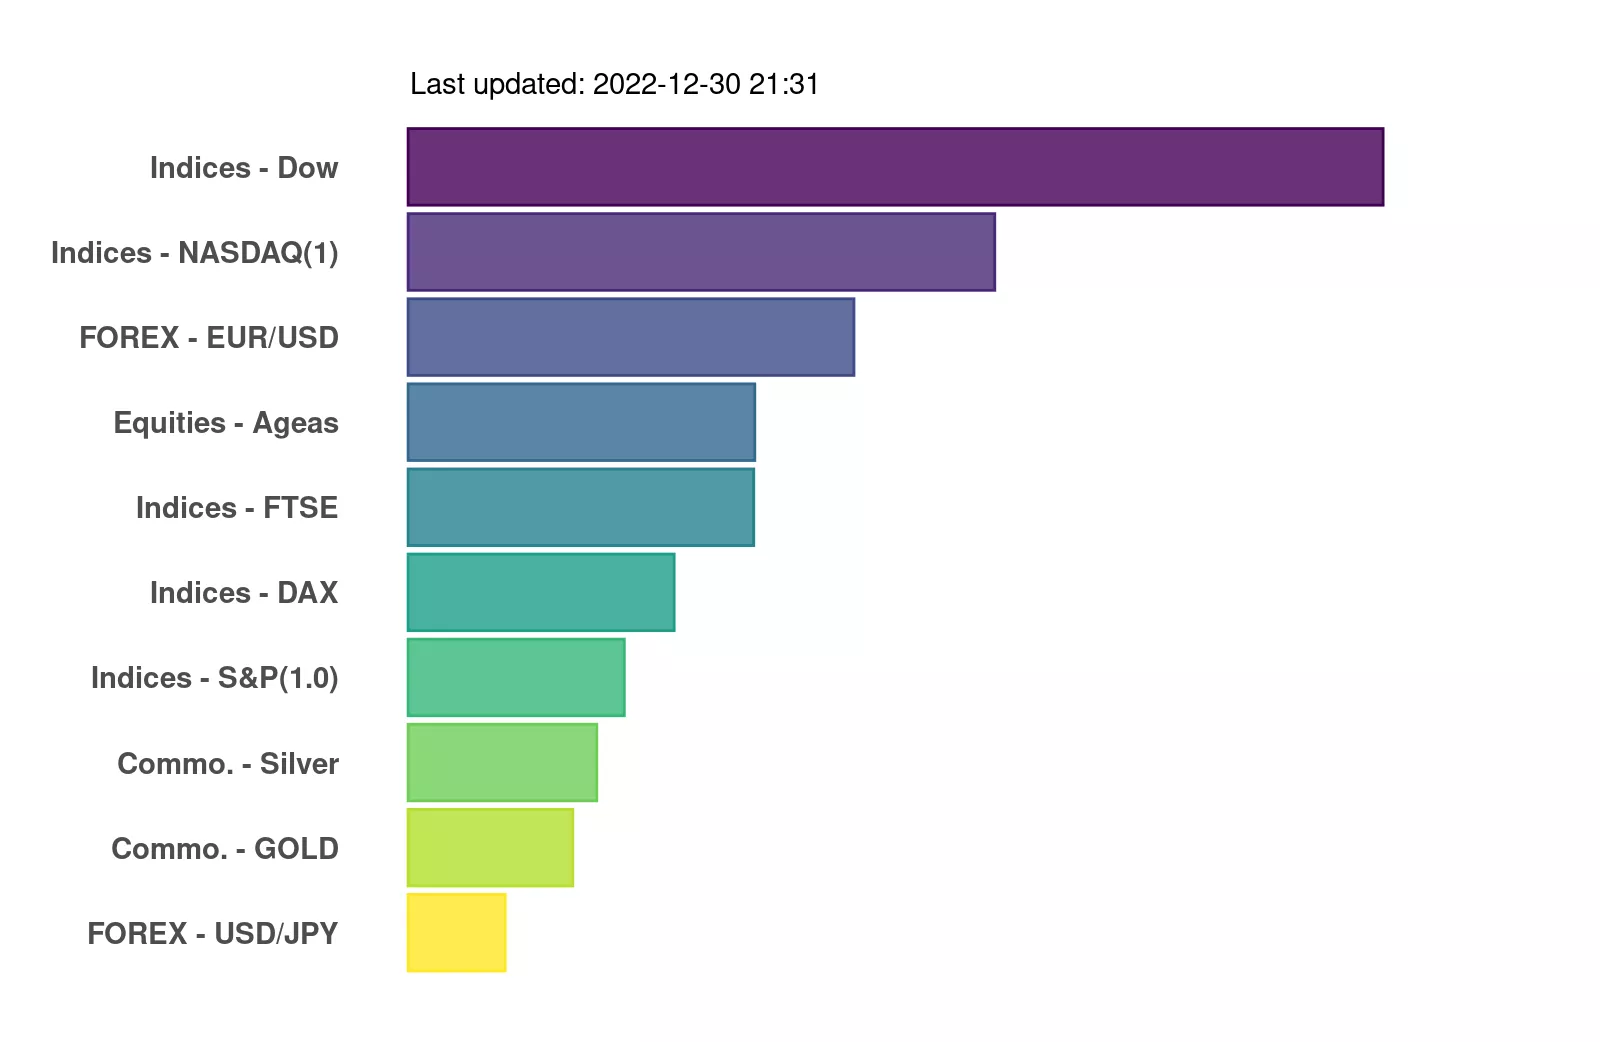 Last updated: 2022-12-30 21:31
Indices - Dow
Indices - NASDAQ(1)
FOREX - EUR/USD
Equities - Ageas
Indices - FTSE
Indices - DAX
Indices - S&P(1.0)
Commo. - Silver
Commo. - GOLD
FOREX - USD/JPY